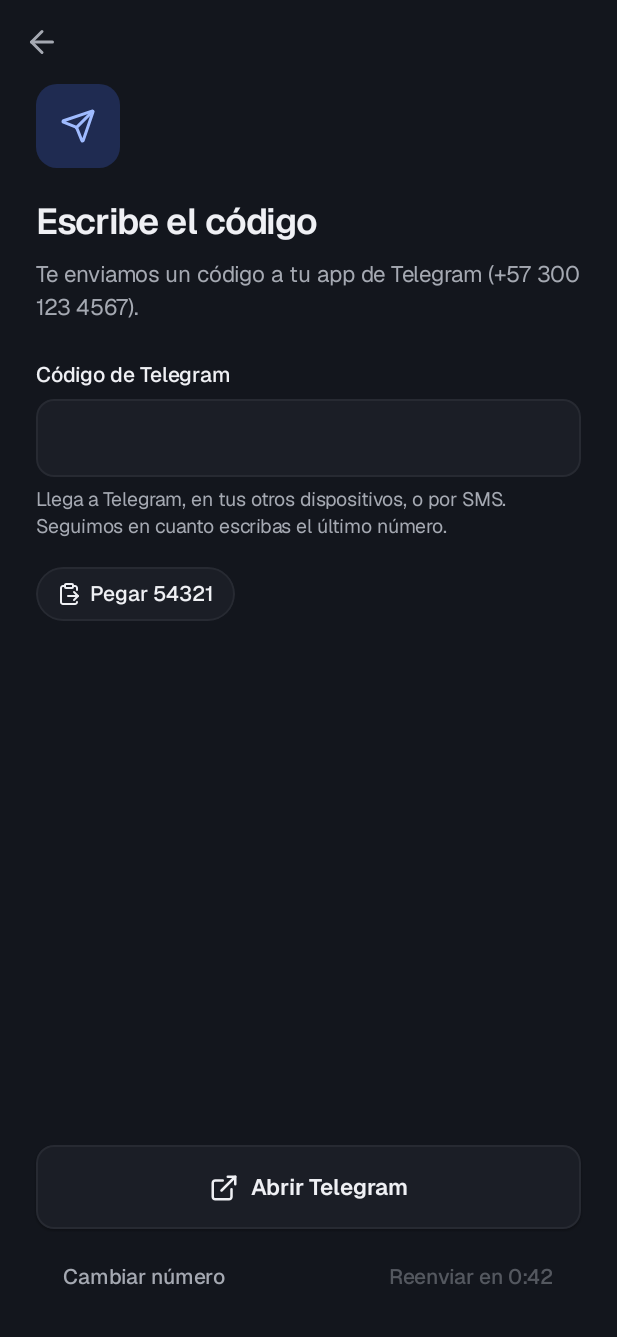 Escribe el código
Te enviamos un código a tu app de Telegram (+57 300
123 4567).
Código de Telegram
Llega a Telegram, en tus otros dispositivos, o por SMS.
Seguimos en cuanto escribas el último número.
Pegar 54321
Abrir Telegram
Cambiar número
Reenviar en 0:42